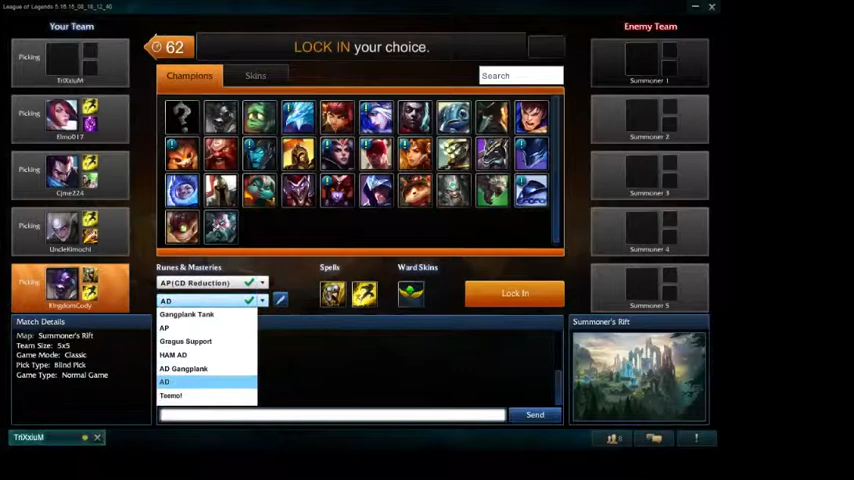 League of Legends 5.16.15_08_18_12_40
Your Team
62
LOCK IN your choice.
Enemy Team
Champions
Skins
Search
Picking
TriXxiuM
Picking
Elmo017
Picking
Cjme224
Picking
UncleKimochi
Picking
KingdomCody
Summoner 1
Summoner 2
Summoner 3
Summoner 4
Summoner 5
Runes & Masteries
Spells
Ward Skins
AP(CD Reduction)
AD
Lock In
Gangplank Tank
AP
Gragus Support
HAM AD
AD Gangplank
AD
Teemo!
Send
Match Details
Map: Summoner's Rift
Team Size: 5x5
Game Mode: Classic
Pick Type: Blind Pick
Game Type: Normal Game
Summoner's Rift
TriXxiuM